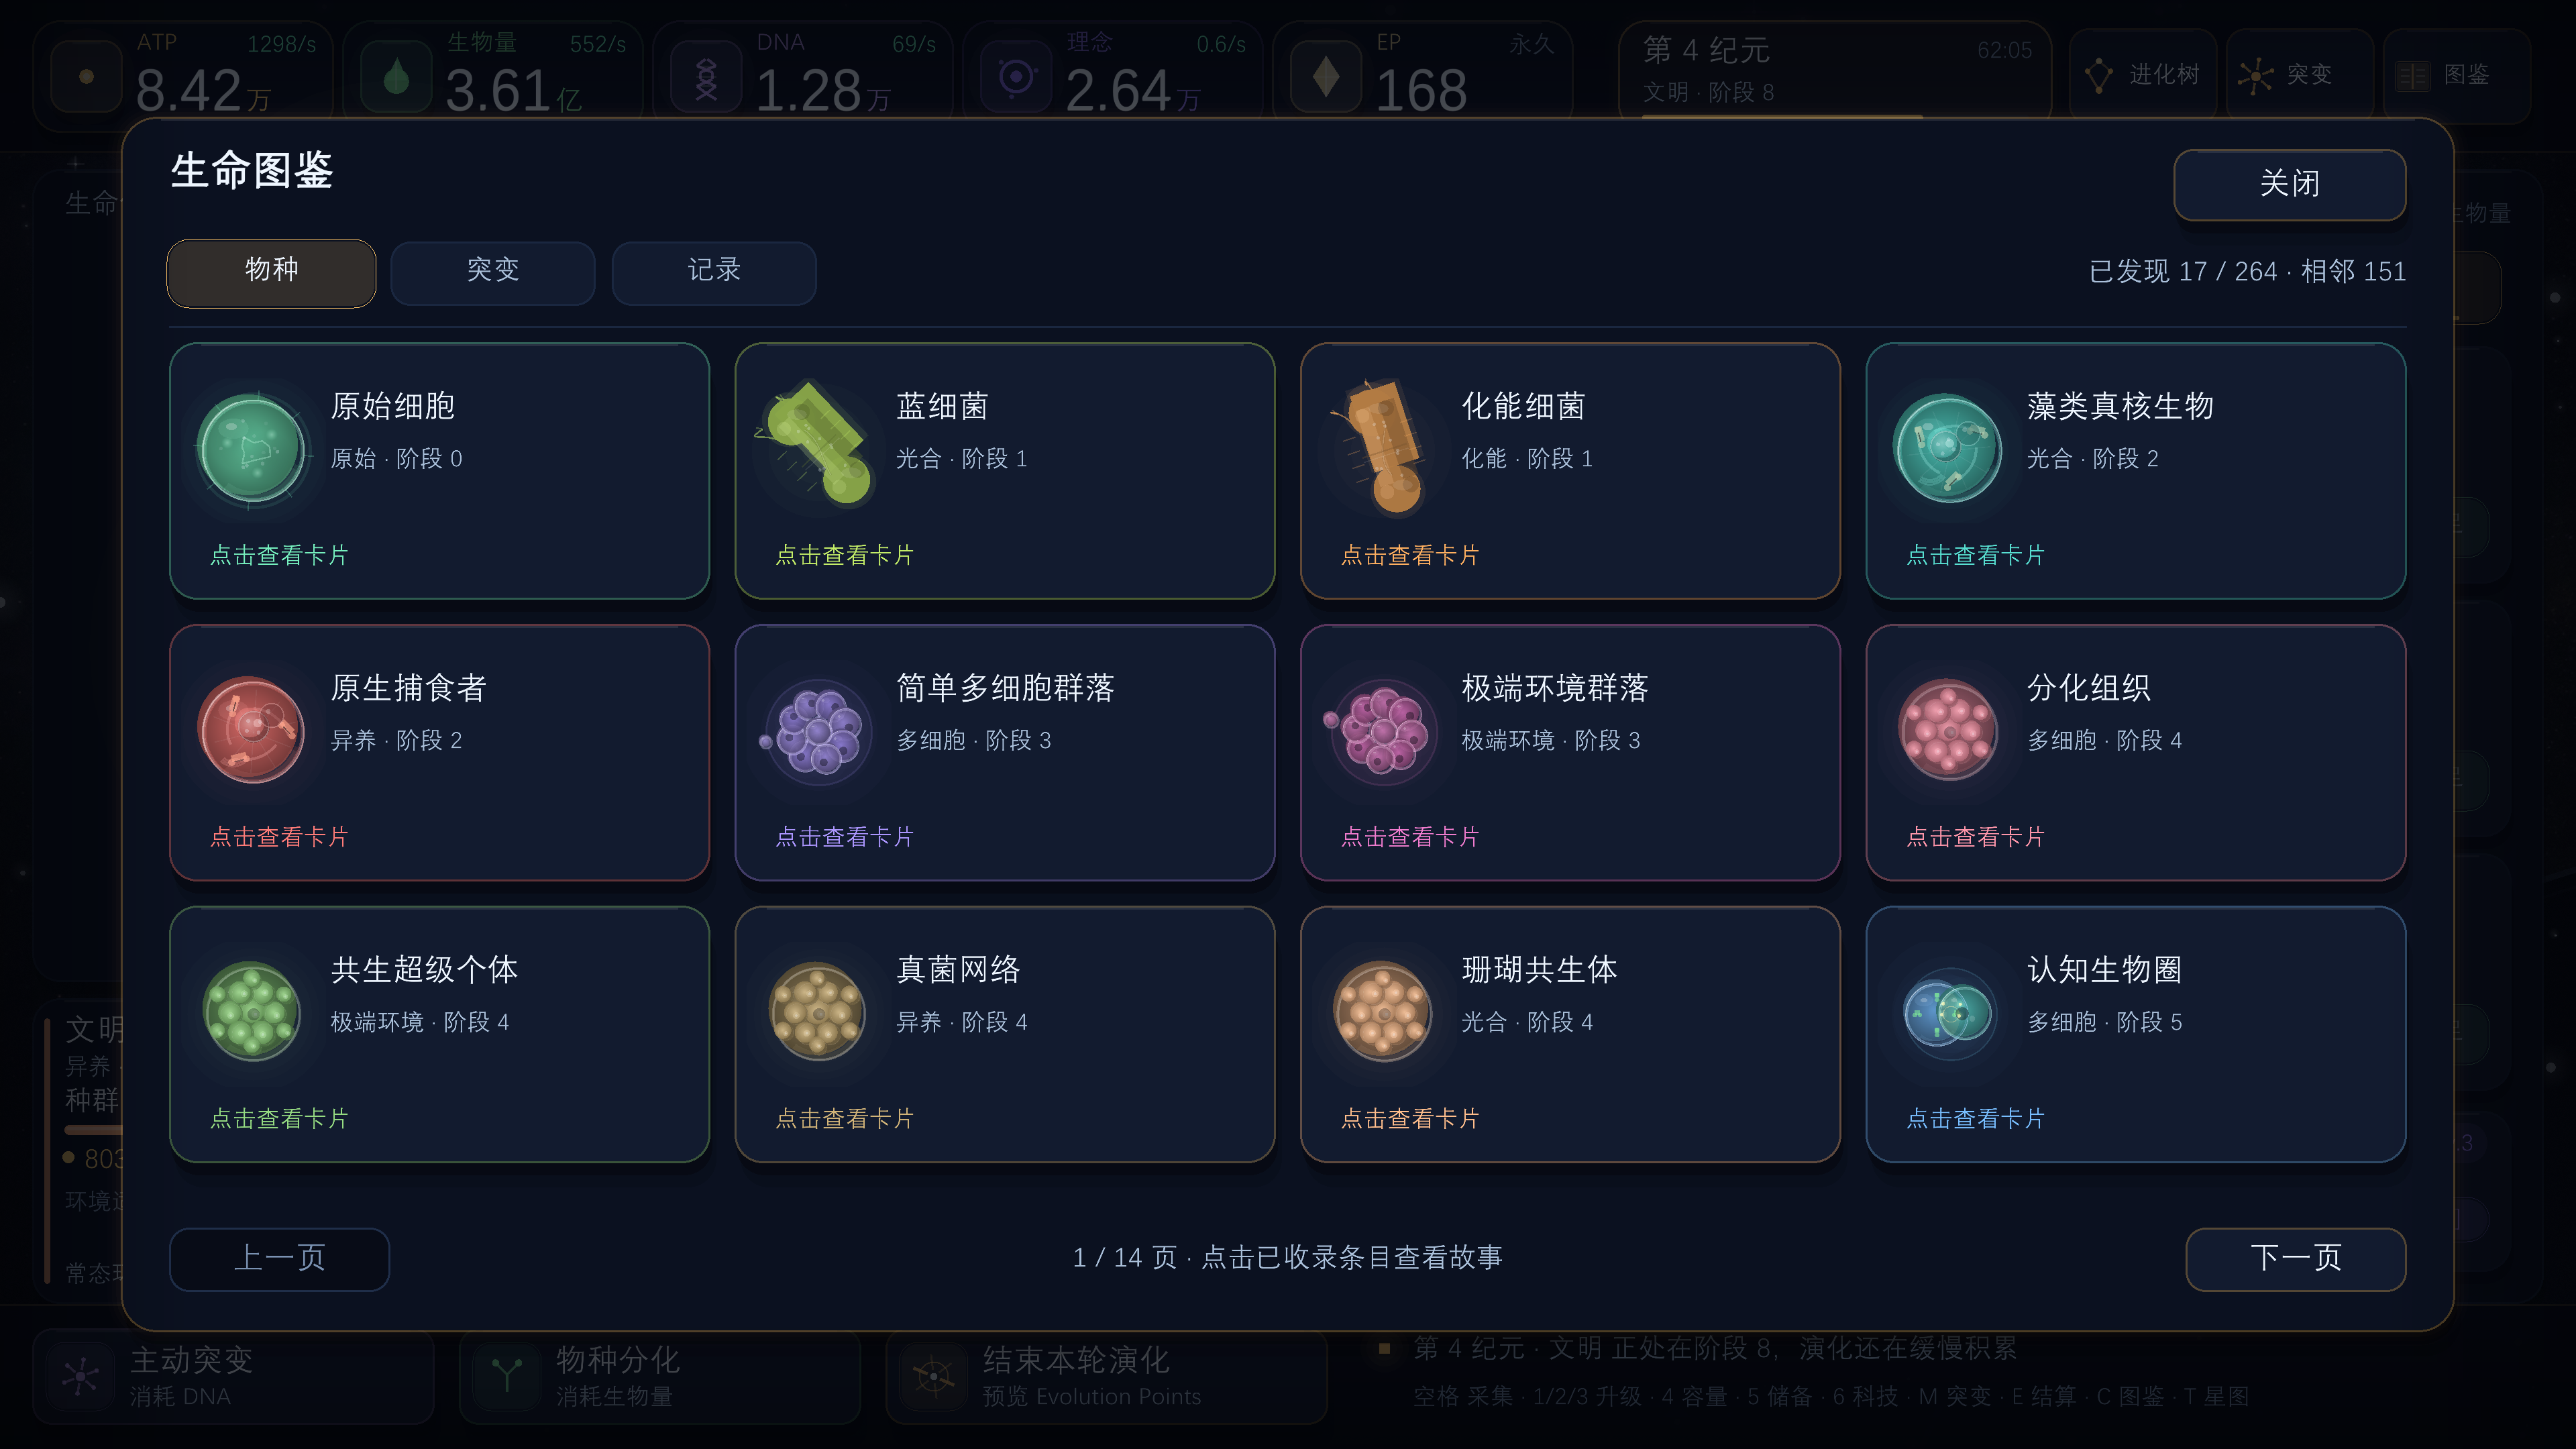 ATP 1298/s 生物量 552/s DNA 69/s 理念 0.6/s EP 永久
8.42万 3.61亿 1.28万 2.64万 168
第 4 纪元 62:05
文明 · 阶段 8
进化树 突变 图鉴
生命图鉴
关闭
生命
生物量
物种 突变 记录
已发现 17 / 264 · 相邻 151
原始细胞
原始 · 阶段 0
点击查看卡片
蓝细菌
光合 · 阶段 1
点击查看卡片
化能细菌
化能 · 阶段 1
点击查看卡片
藻类真核生物
光合 · 阶段 2
点击查看卡片
原生捕食者
异养 · 阶段 2
点击查看卡片
简单多细胞群落
多细胞 · 阶段 3
点击查看卡片
极端环境群落
极端环境 · 阶段 3
点击查看卡片
分化组织
多细胞 · 阶段 4
点击查看卡片
共生超级个体
极端环境 · 阶段 4
点击查看卡片
真菌网络
异养 · 阶段 4
点击查看卡片
珊瑚共生体
光合 · 阶段 4
点击查看卡片
认知生物圈
多细胞 · 阶段 5
点击查看卡片
文明
异养
种群
803
环境
常态
上一页
1 / 14 页 · 点击已收录条目查看故事
下一页
主动突变
消耗 DNA
物种分化
消耗生物量
结束本轮演化
预览 Evolution Points
第 4 纪元 · 文明 正处在阶段 8，演化还在缓慢积累
空格 采集 · 1/2/3 升级 · 4 容量 · 5 储备 · 6 科技 · M 突变 · E 结算 · C 图鉴 · T 星图